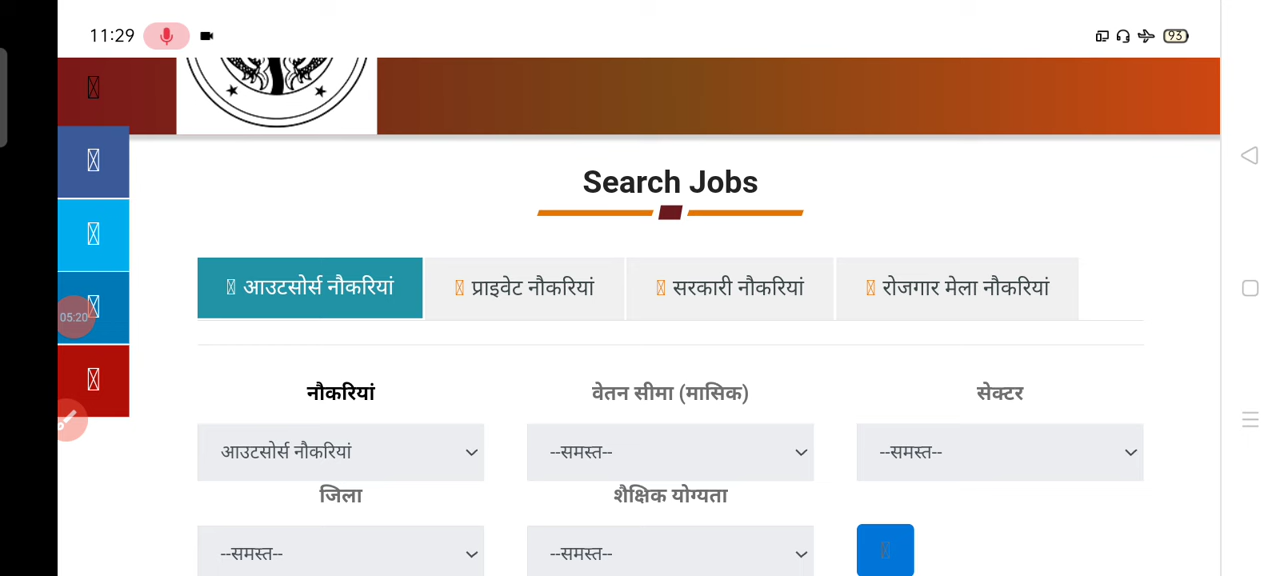 11:29
93
Search Jobs
आउटसोर्स नौकरियां प्राइवेट नौकरियां सरकारी नौकरियां रोजगार मेला नौकरियां
05:20
नौकरियां वेतन सीमा (मासिक) सेक्टर
आउटसोर्स नौकरियां --समस्त-- --समस्त--
जिला शैक्षिक योग्यता
--समस्त-- --समस्त--